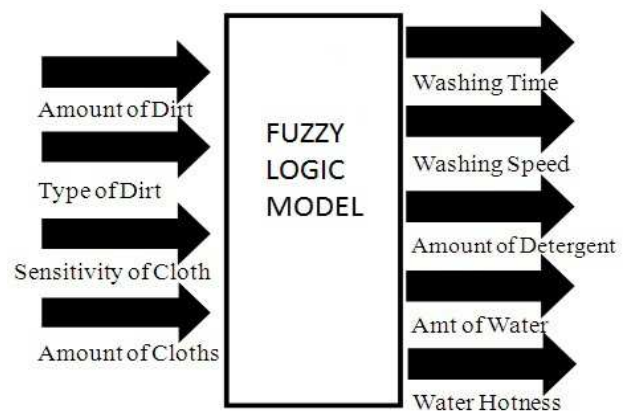 Amount of Dirt
Type of Dirt
Sensitivity of Cloth
Amount of Cloths
FUZZY
LOGIC
MODEL
Washing Time
Washing Speed
Amount of Detergent
Amt of Water
Water Hotness